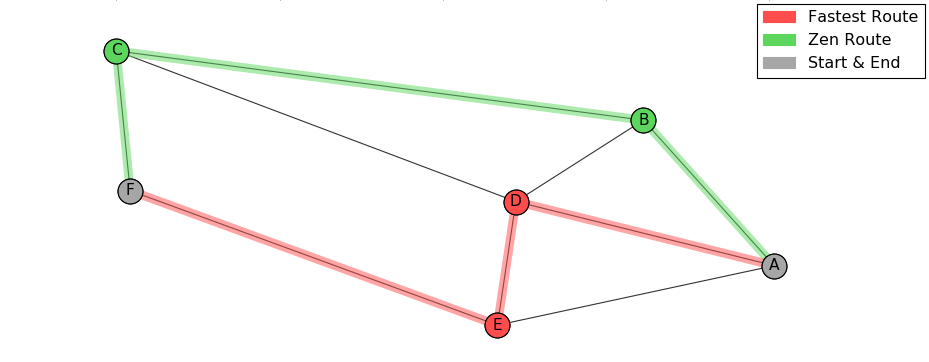 Fastest Route
Zen Route
Start & End
C
B
F
D
A
E